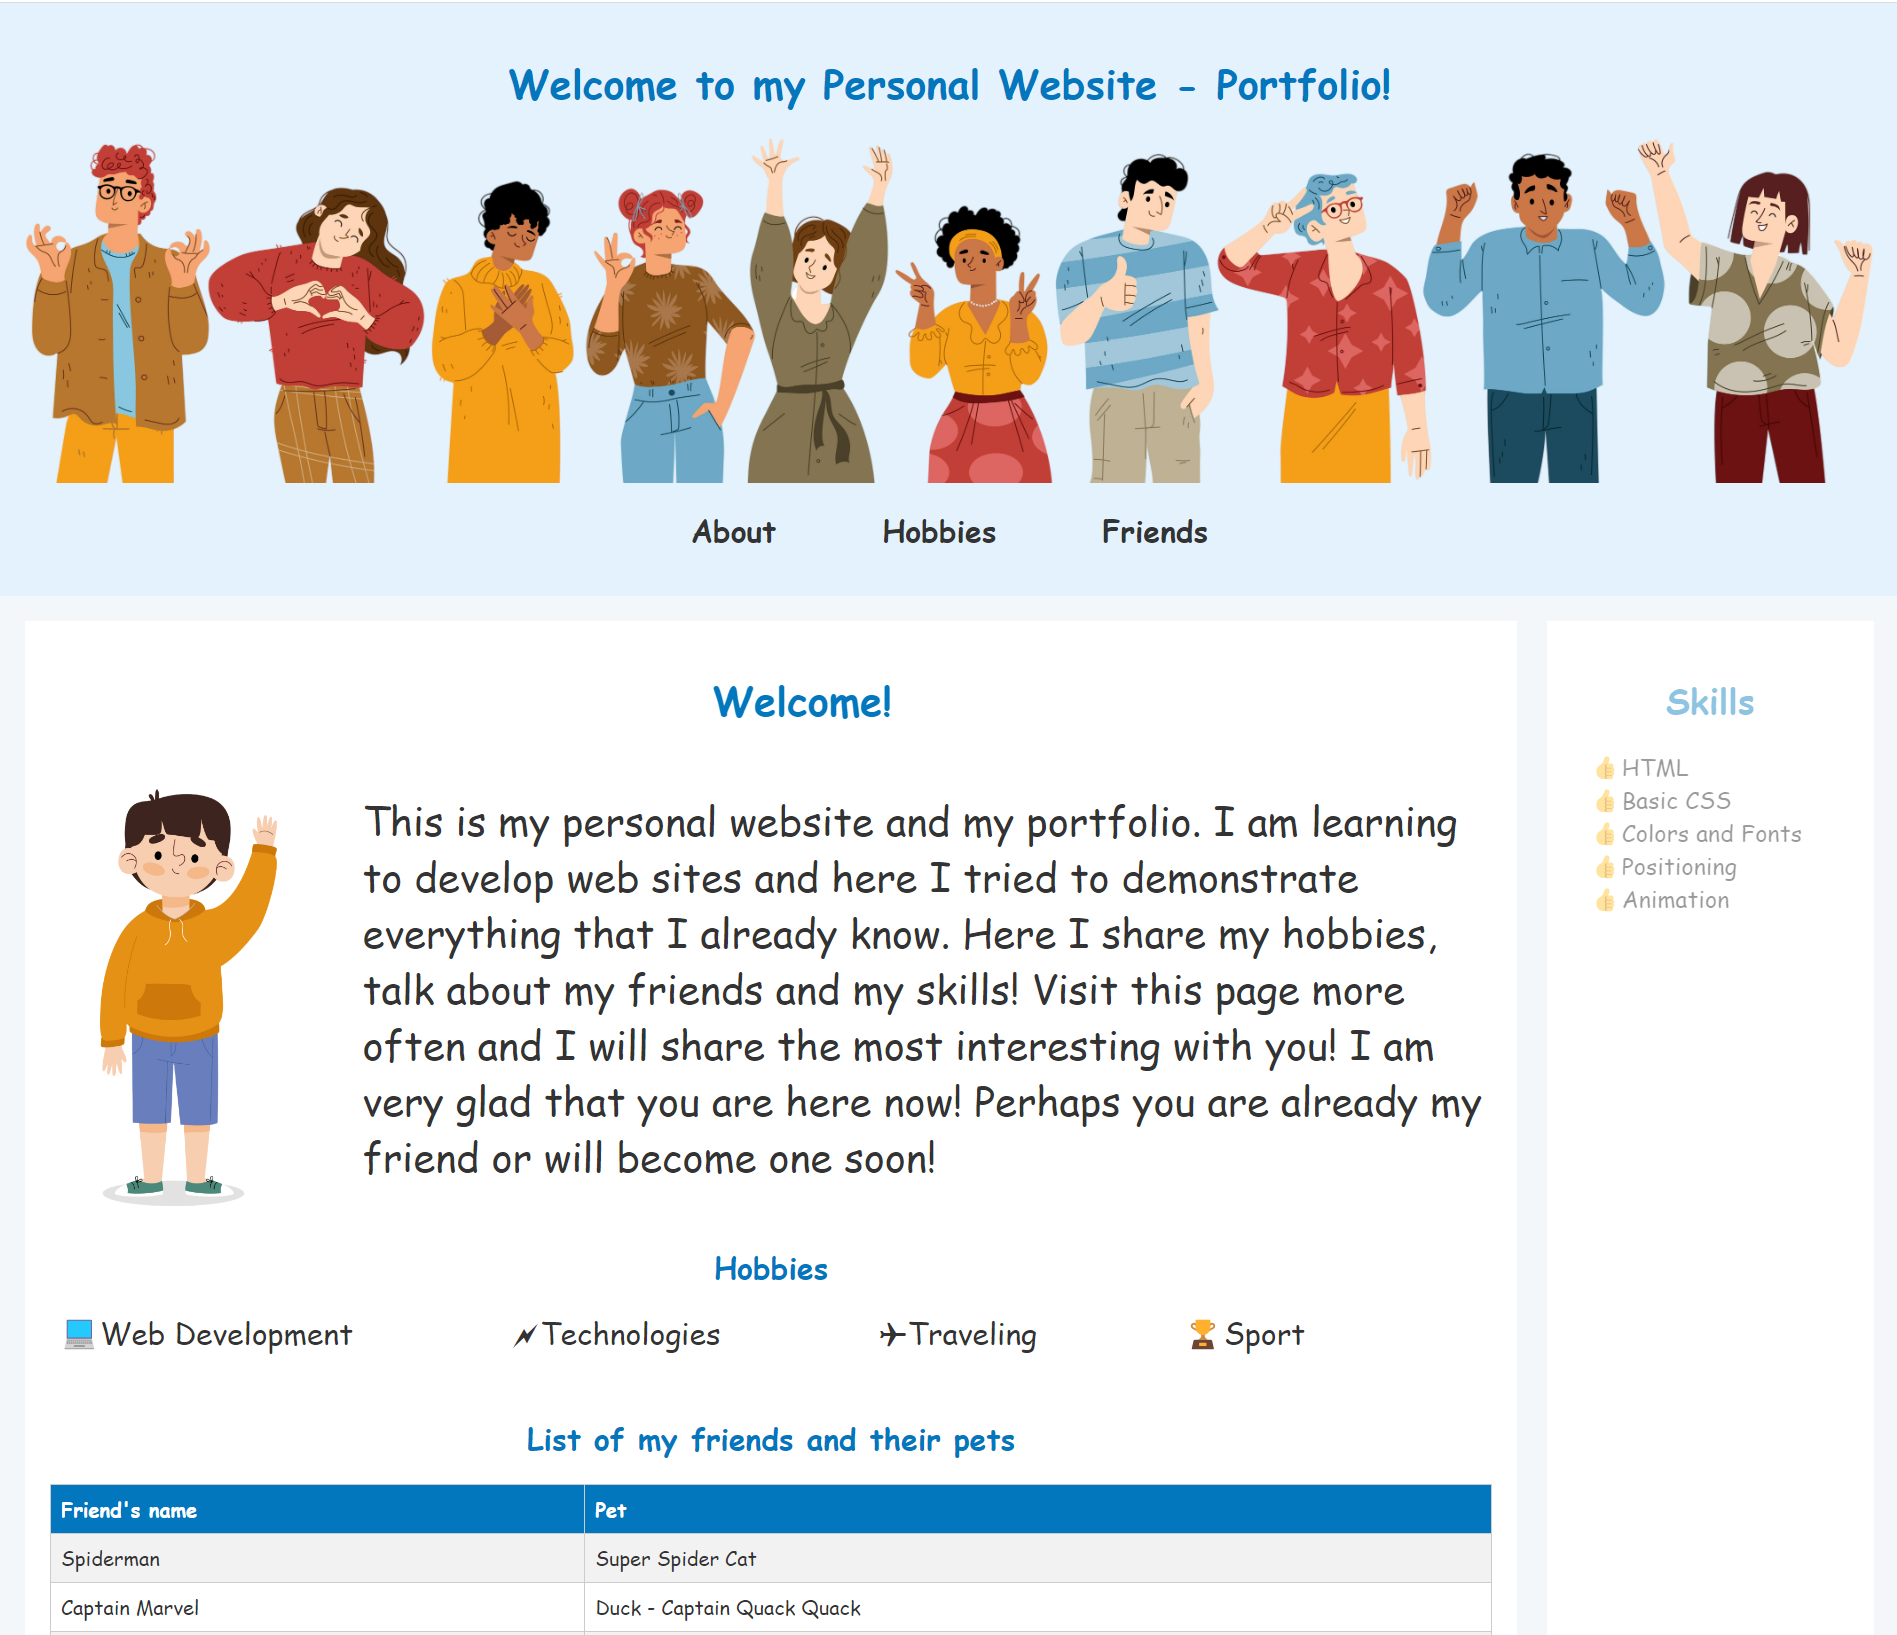 Welcome to my Personal Website - Portfolio!
About Hobbies Friends
Welcome!
This is my personal website and my portfolio. I am learning
to develop web sites and here I tried to demonstrate
everything that I already know. Here I share my hobbies,
talk about my friends and my skills! Visit this page more
often and I will share the most interesting with you! I am
very glad that you are here now! Perhaps you are already my
friend or will become one soon!
Hobbies
💻 Web Development 🗲 Technologies ✈ Traveling 🏆 Sport
List of my friends and their pets
Friend's name Pet
Spiderman Super Spider Cat
Captain Marvel Duck - Captain Quack Quack
Skills
👍 HTML
👍 Basic CSS
👍 Colors and Fonts
👍 Positioning
👍 Animation